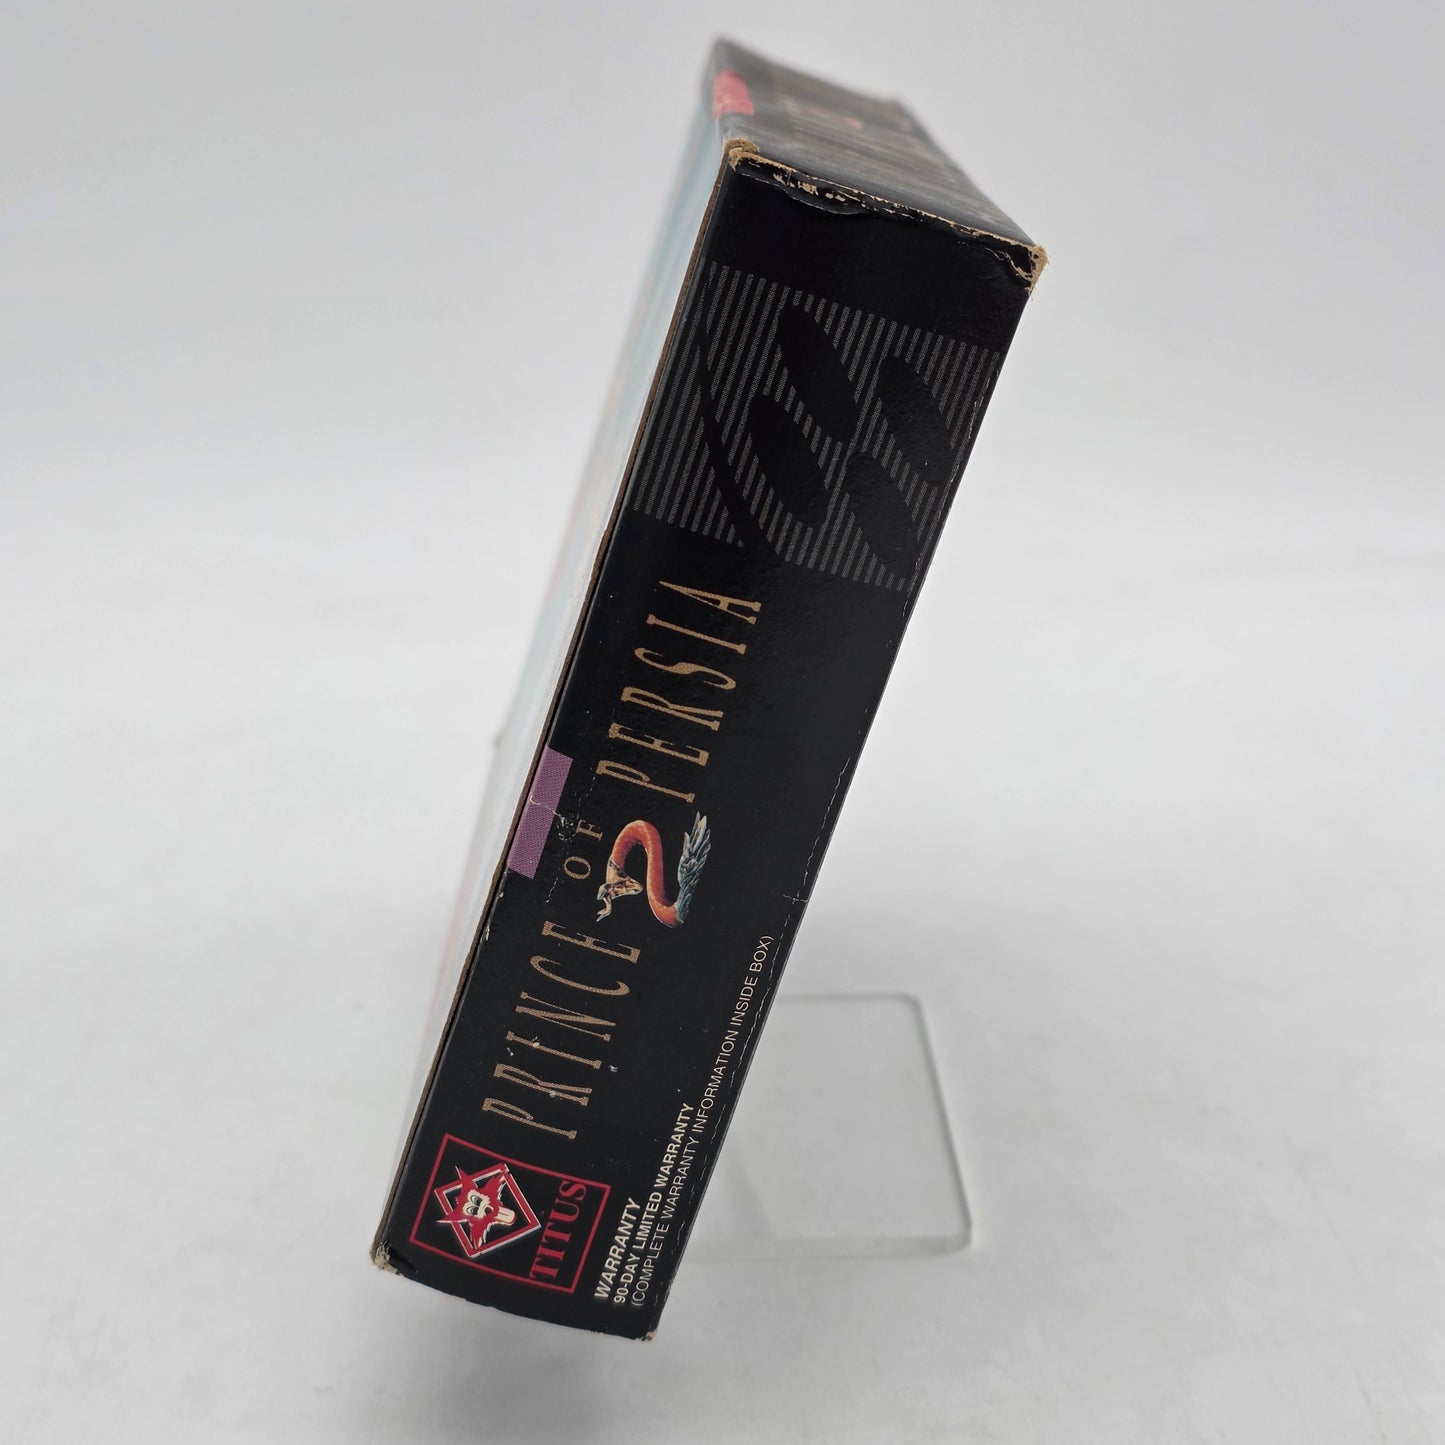 PRINCE
OF
PERSIA
2
TITUS
WARRANTY
90-DAY LIMITED WARRANTY
(COMPLETE WARRANTY INFORMATION INSIDE BOX)